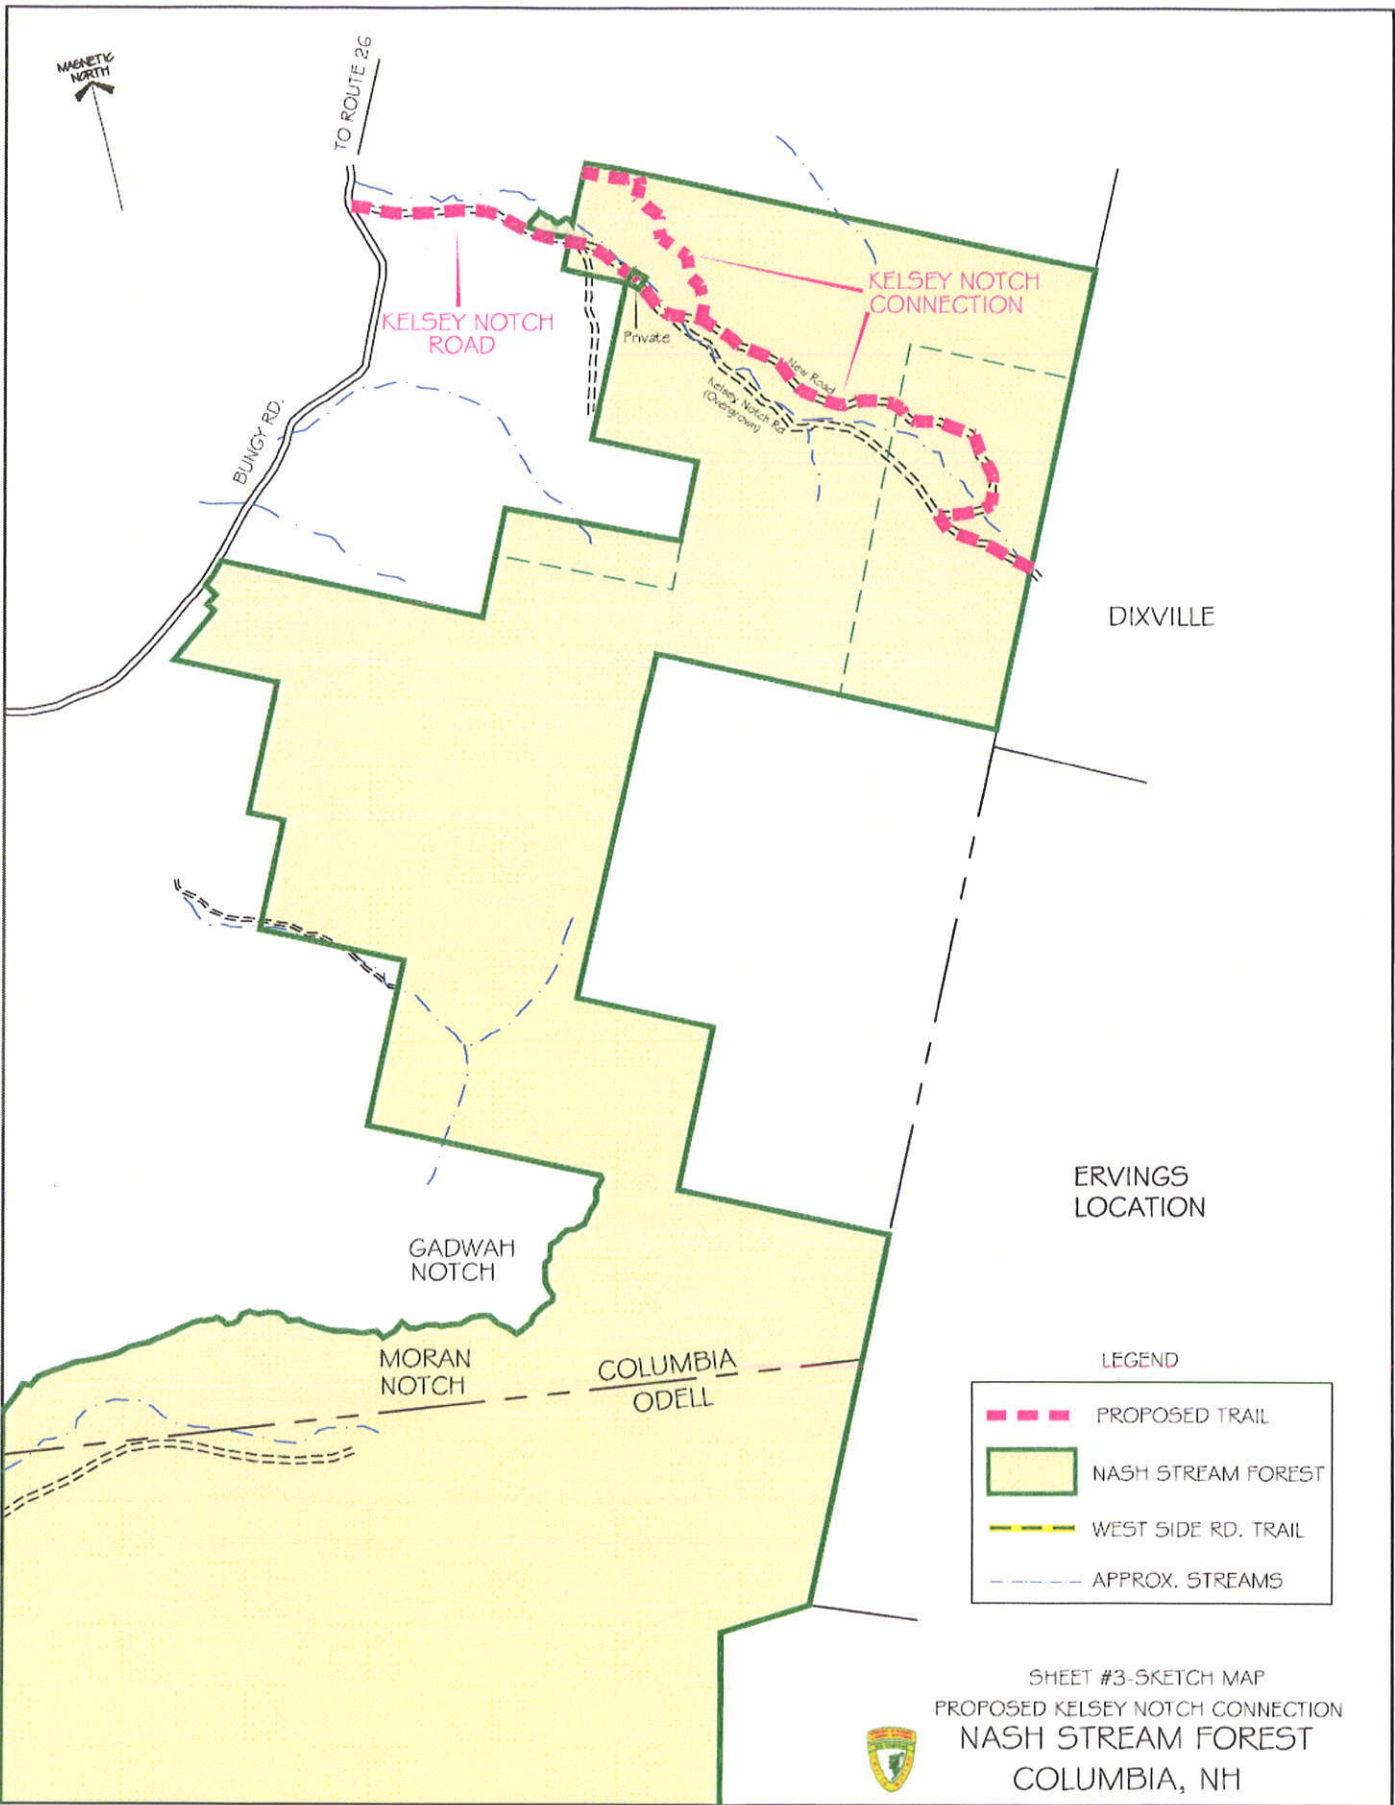 MAGNETIC
NORTH
TO ROUTE 26
KELSEY NOTCH
ROAD
KELSEY NOTCH
CONNECTION
Private
New Road
Kelsey Notch Rd
(Overgrown)
BUNGY RD.
DIXVILLE
ERVINGS
LOCATION
GADWAH
NOTCH
MORAN
NOTCH
COLUMBIA
ODELL
LEGEND
PROPOSED TRAIL
NASH STREAM FOREST
WEST SIDE RD. TRAIL
APPROX. STREAMS
SHEET #3-SKETCH MAP
PROPOSED KELSEY NOTCH CONNECTION
NASH STREAM FOREST
COLUMBIA, NH